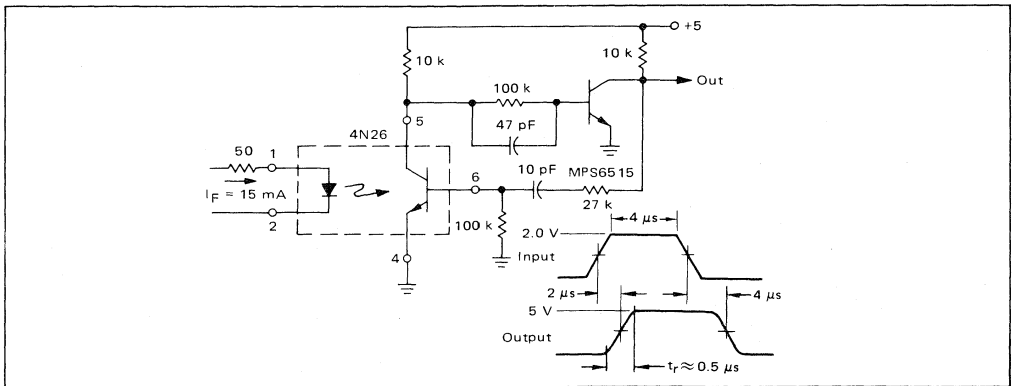 +5
10 k
10 k
Out
100 k
5
47 pF
4N26
50
1
6
10 pF
MPS6515
I_F = 15 mA
27 k
2
100 k
4
4 μs
2.0 V
Input
2 μs
4 μs
5 V
Output
t_r ≈ 0.5 μs